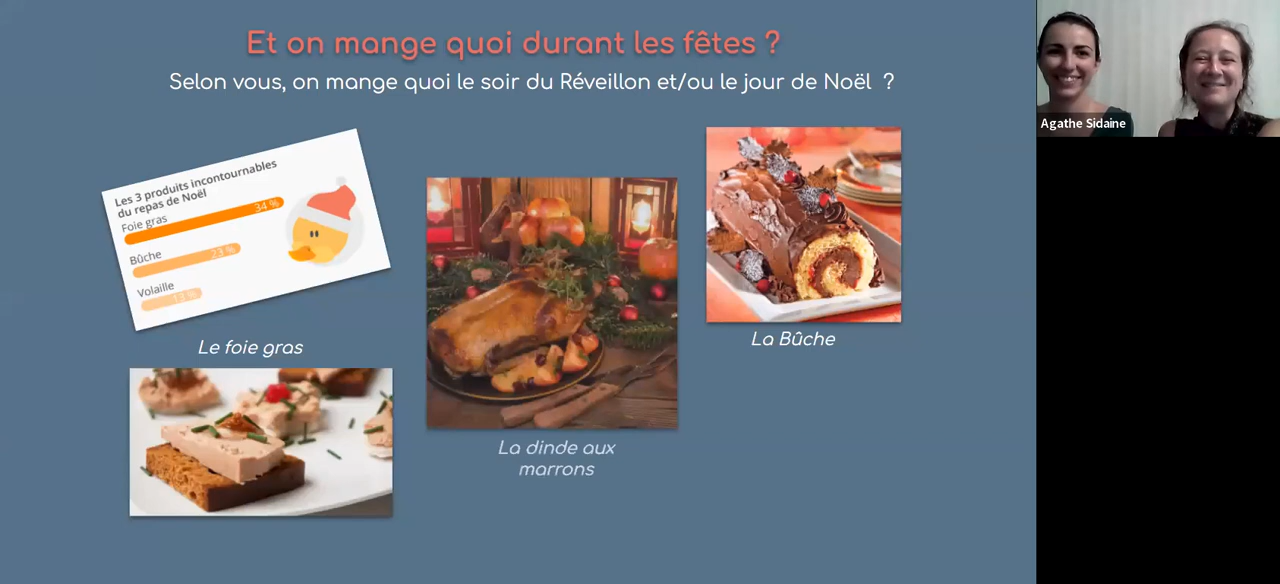 Et on mange quoi durant les fêtes ?
Selon vous, on mange quoi le soir du Réveillon et/ou le jour de Noël ?
Les 3 produits incontournables
du repas de Noël
Foie gras
34 %
Bûche
23 %
Volaille
Le foie gras
La dinde aux
marrons
La Bûche
Agathe Sidaine